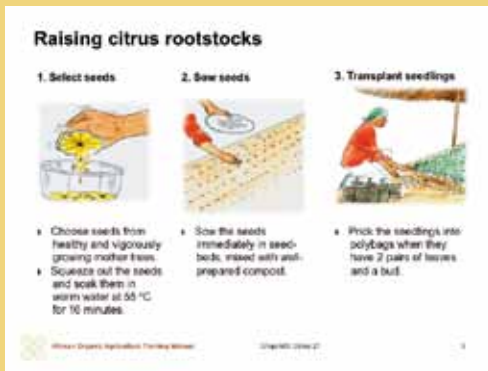 Raising citrus rootstocks
1. Select seeds
2. Sow seeds
3. Transplant seedlings
Choose seeds from
healthy and vigorously
growing mother trees.
Squeeze out the seeds
and soak them in
warm water at 55 °C
for 10 minutes.
Sow the seeds
immediately in seed-
beds, mixed with well-
prepared compost.
Prick the seedlings into
polybags when they
have 2 pairs of leaves
and a bud.
African Organic Agriculture Training Manual